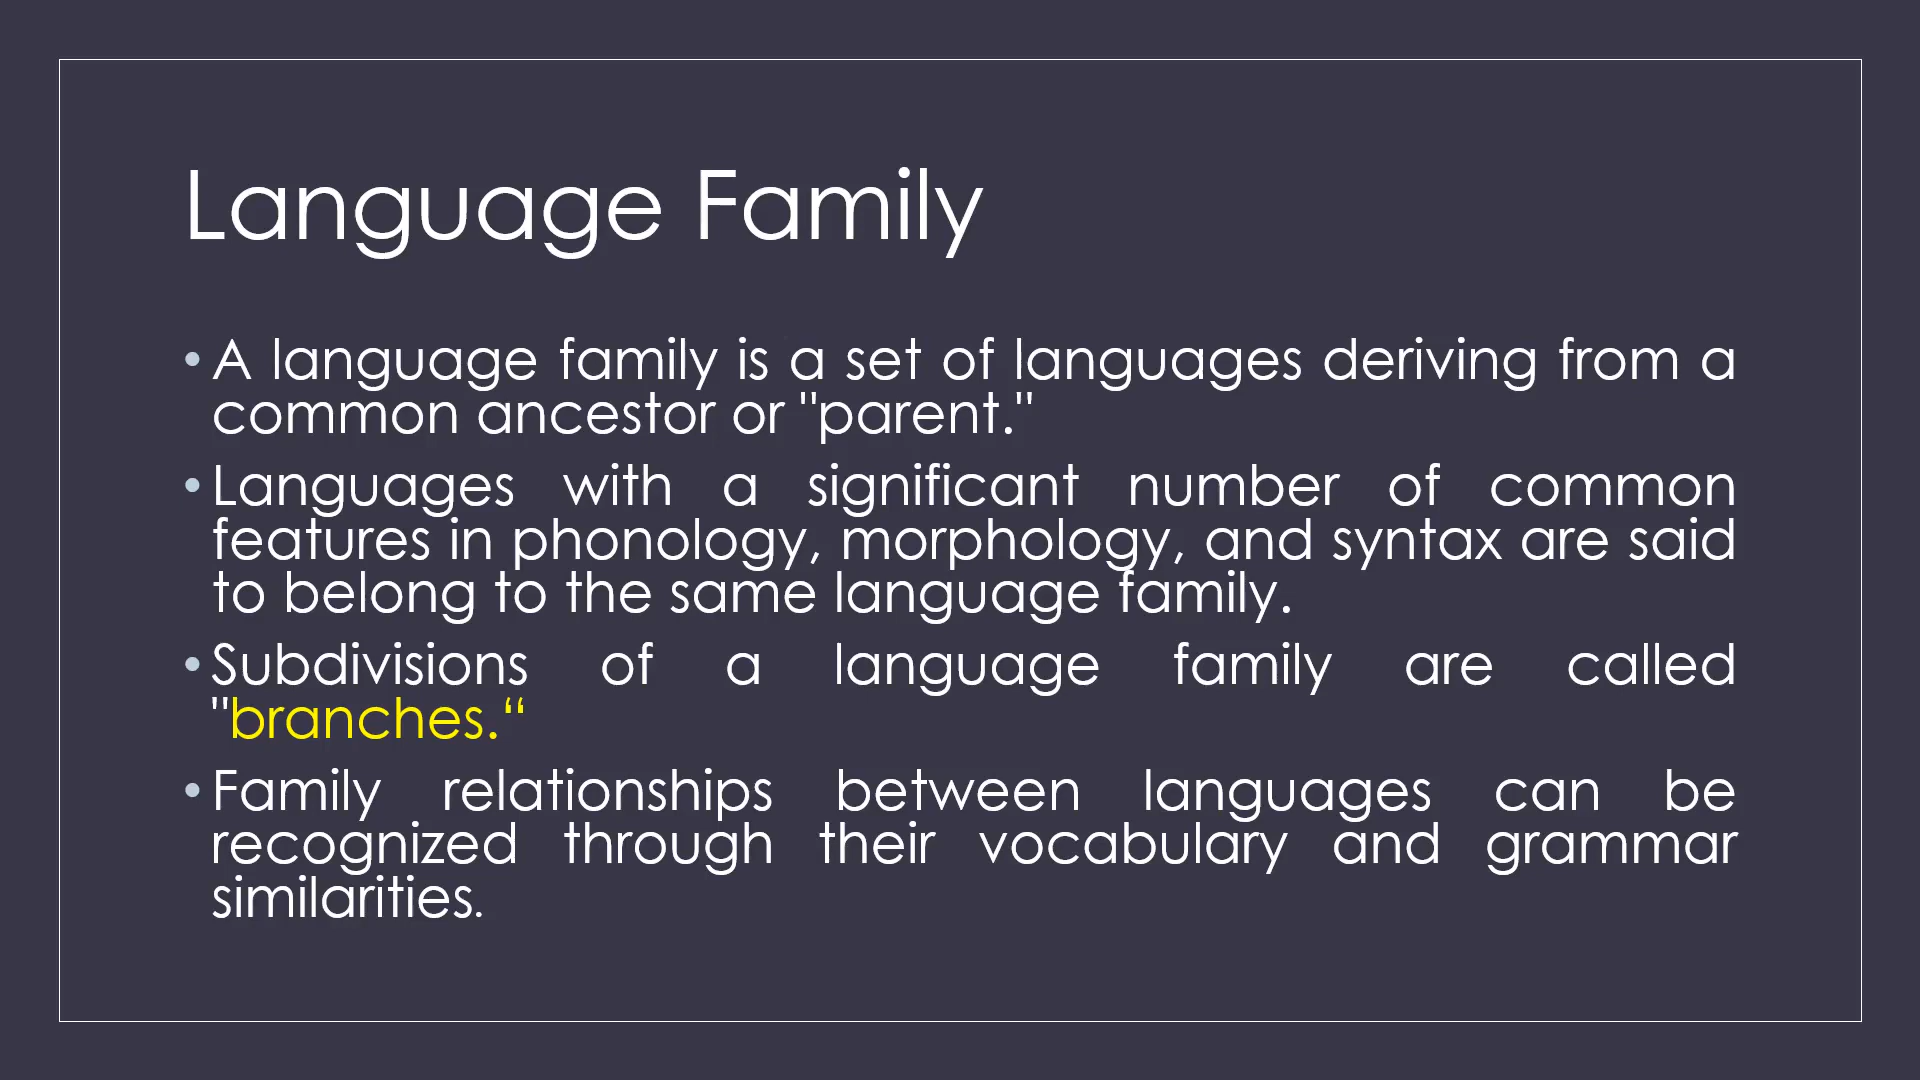 Language Family
• A language family is a set of languages deriving from a
common ancestor or "parent."
• Languages with a significant number of common
features in phonology, morphology, and syntax are said
to belong to the same language family.
• Subdivisions of a language family are called
"branches.“
• Family relationships between languages can be
recognized through their vocabulary and grammar
similarities.